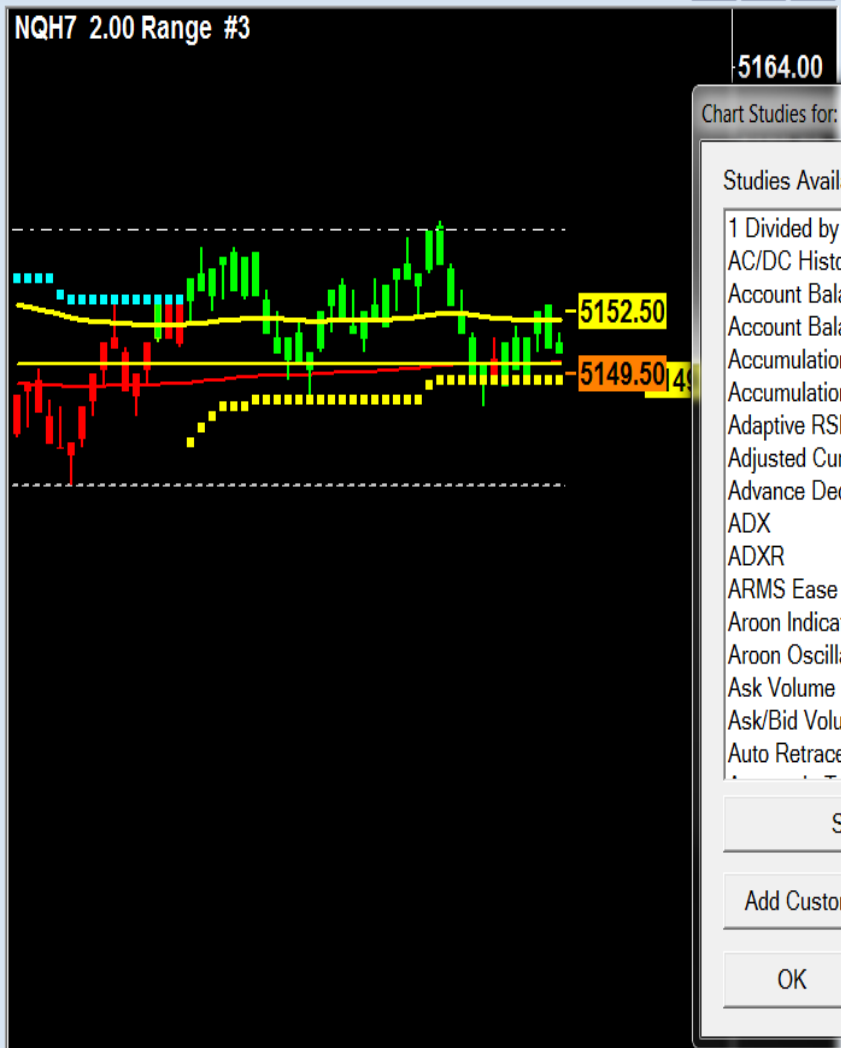 NQH7 2.00 Range #3
5164.00
Chart Studies for:
Studies Avail
1 Divided by
AC/DC Histo
Account Bala
Account Bala
5152.50
Accumulation
5149.50
149
Accumulation
Adaptive RSI
Adjusted Cu
Advance Dec
ADX
ADXR
ARMS Ease
Aroon Indica
Aroon Oscilla
Ask Volume
Ask/Bid Volu
Auto Retrace
S
Add Custo
OK